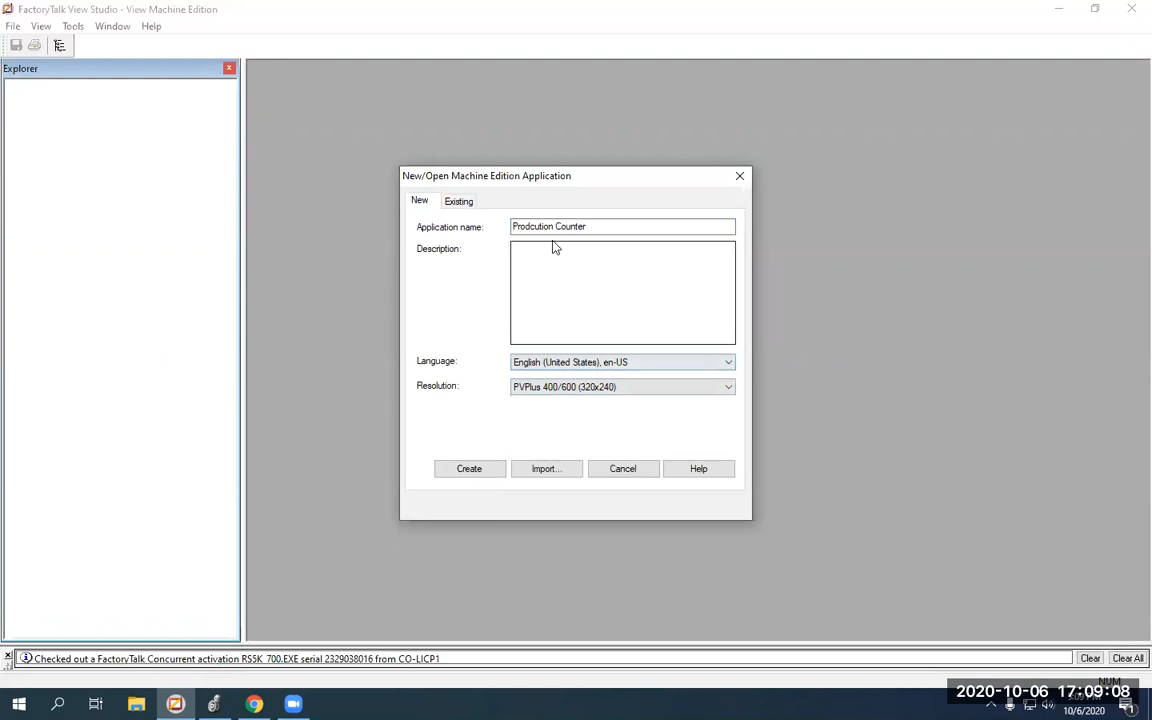 FactoryTalk View Studio - View Machine Edition
File View Tools Window Help
Explorer
New/Open Machine Edition Application
New Existing
Application name: Prodcution Counter
Description:
Language: English (United States), en-US
Resolution: PVPlus 400/600 (320x240)
Create Import... Cancel Help
Checked out a FactoryTalk Concurrent activation RS5K_700.EXE serial 2329038016 from CO-LICP1
Clear Clear All
NUM
2020-10-06 17:09:08
10/6/2020